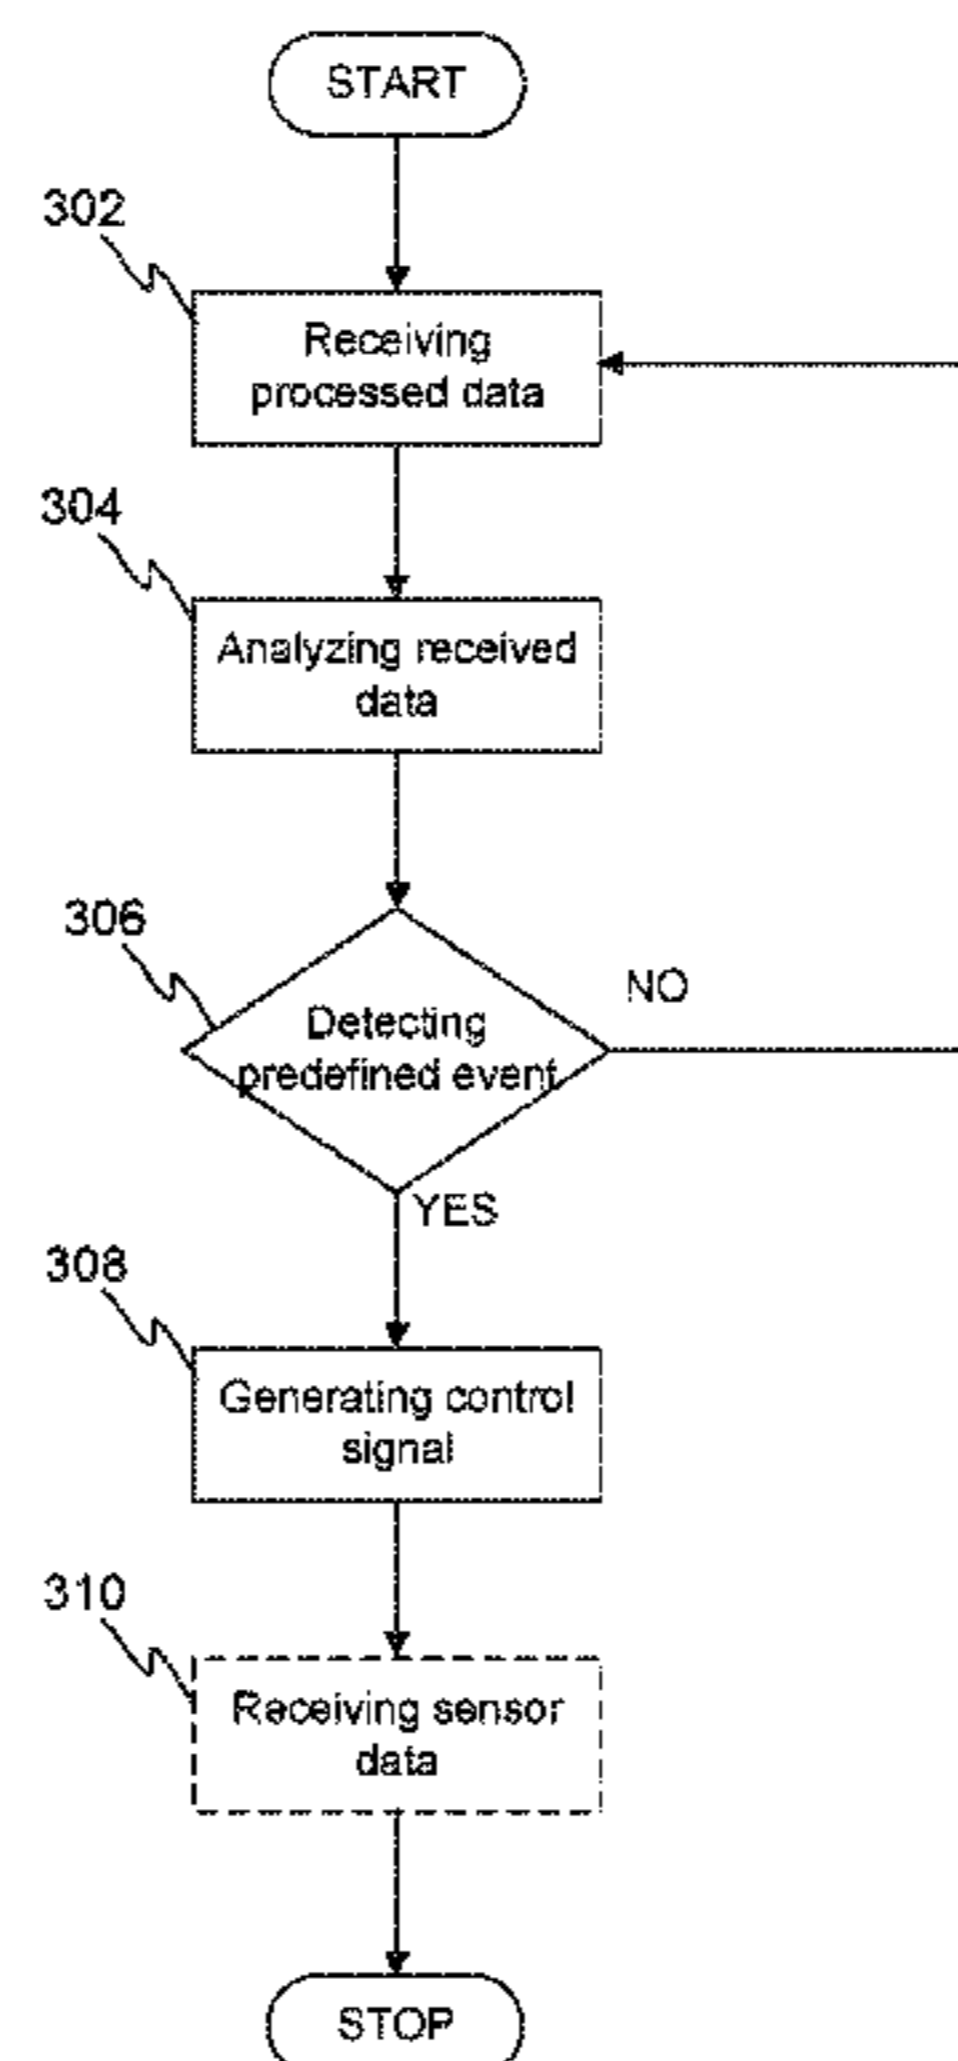 START
302
Receiving
processed data
304
Analyzing received
data
306
NO
Detecting
predefined event
YES
308
Generating control
signal
310
Receiving sensor
data
STOP